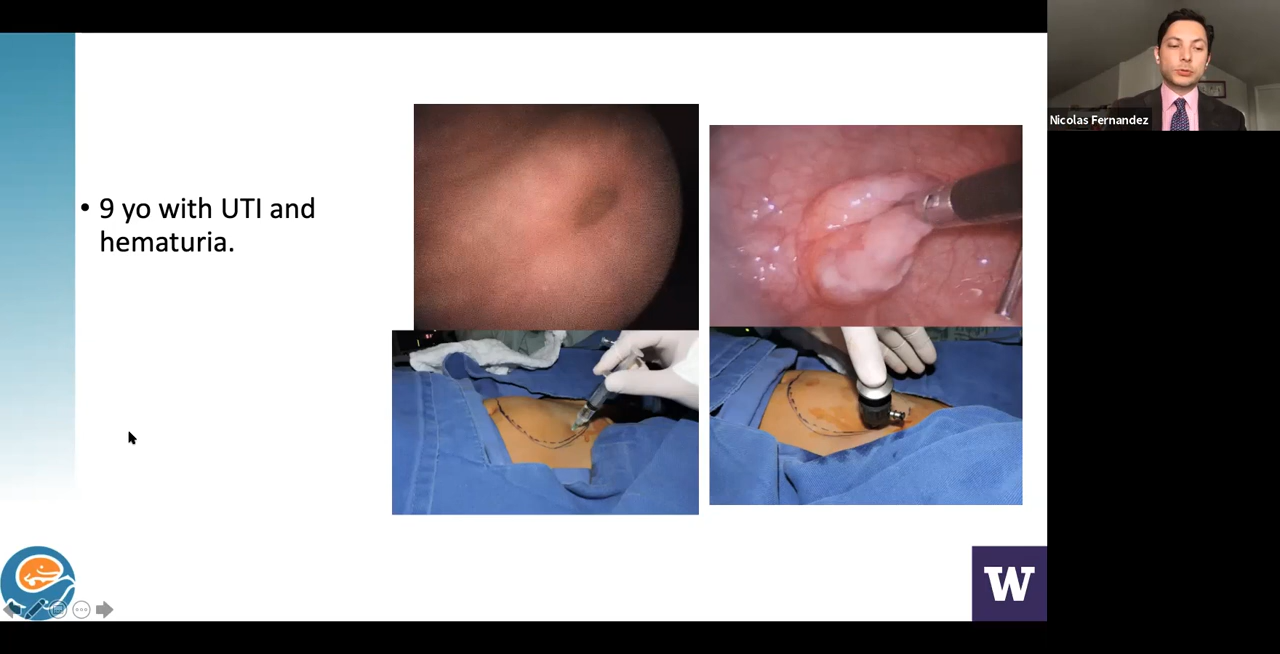 • 9 yo with UTI and
hematuria.
Nicolas Fernandez
W